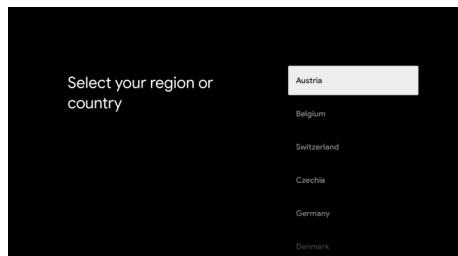 Select your region or
country
Austria
Belgium
Switzerland
Czechia
Germany
Denmark